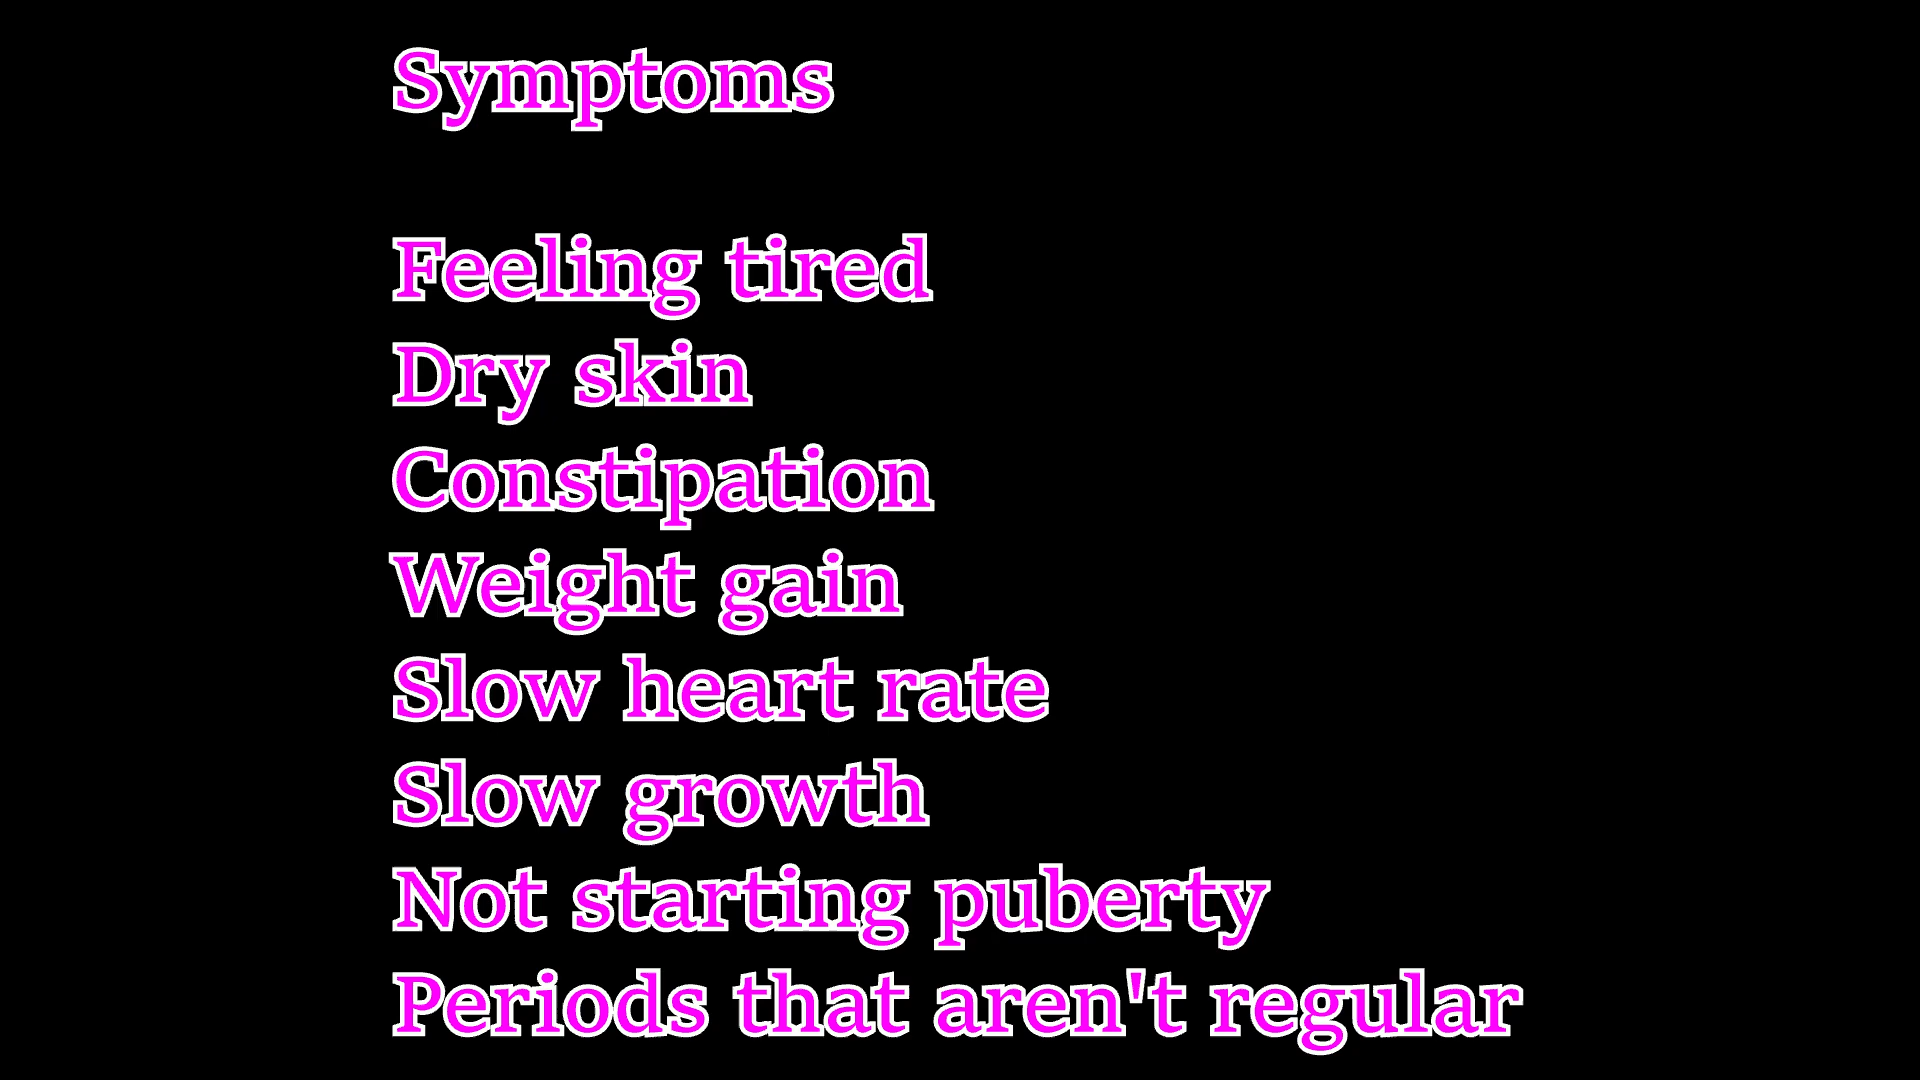 Symptoms
Feeling tired
Dry skin
Constipation
Weight gain
Slow heart rate
Slow growth
Not starting puberty
Periods that aren't regular